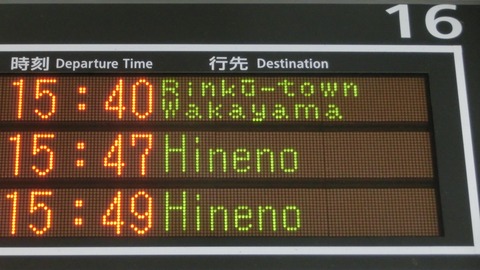 16
時刻 Departure Time 行先 Destination
15:40 Rinkū-town
Wakayama
15:47 Hineno
15:49 Hineno